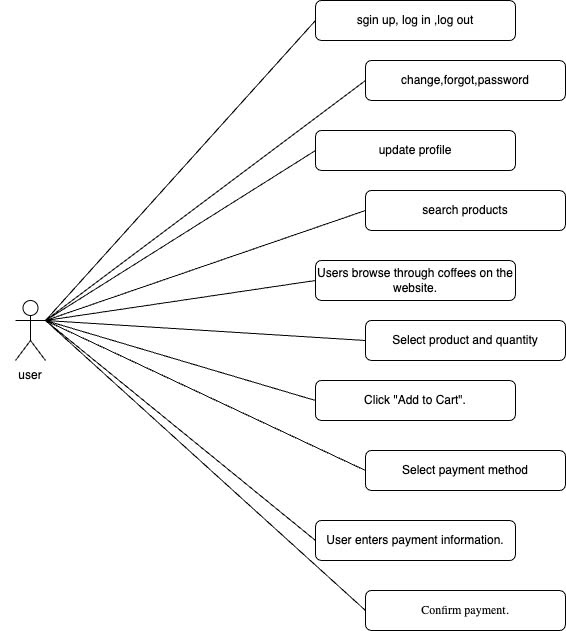 sgin up, log in ,log out
change,forgot,password
update profile
search products
Users browse through coffees on the
website.
Select product and quantity
user
Click "Add to Cart".
Select payment method
User enters payment information.
Confirm payment.